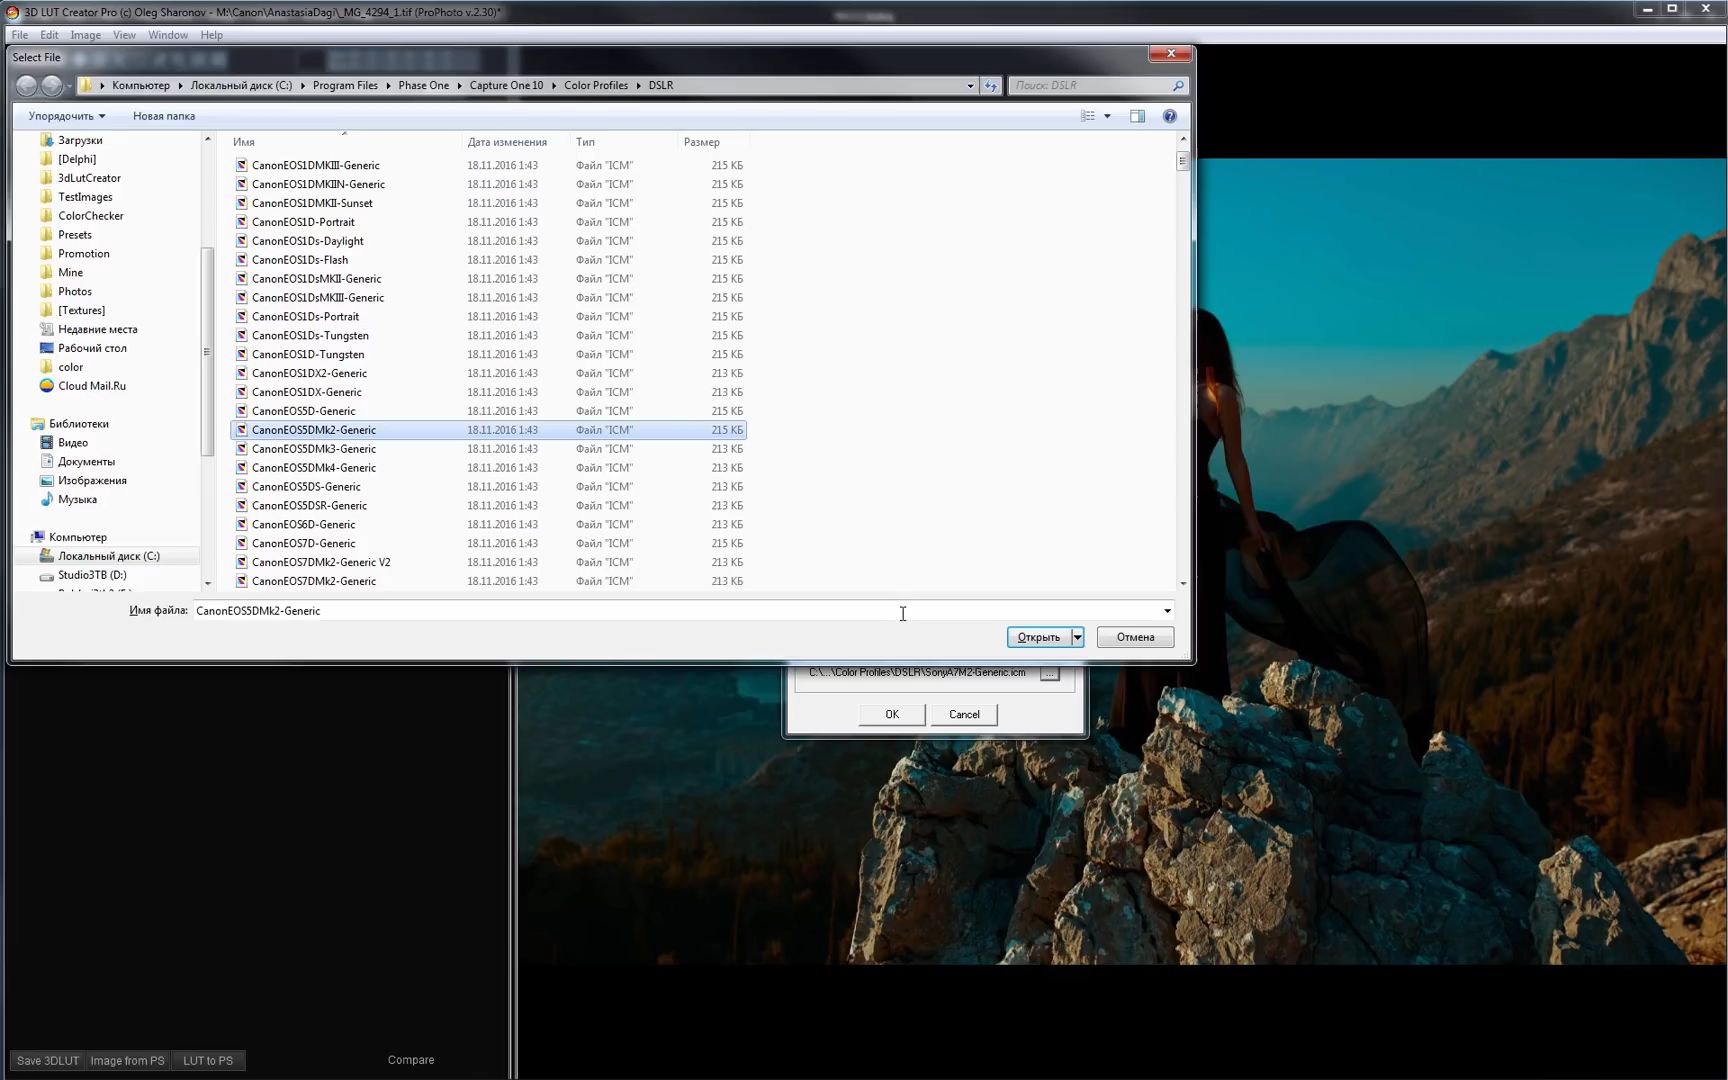 3D LUT Creator Pro (c) Oleg Sharonov - M:\Canon\AnastasiaDagi\_MG_4294_1.tif (ProPhoto v.2.30)*
File Edit Image View Window Help
Select File
Компьютер Локальный диск (C:) Program Files Phase One Capture One 10 Color Profiles DSLR
Поиск: DSLR
Упорядочить Новая папка
Загрузки
[Delphi]
3dLutCreator
TestImages
ColorChecker
Presets
Promotion
Mine
Photos
[Textures]
Недавние места
Рабочий стол
color
Cloud Mail.Ru
Библиотеки
Видео
Документы
Изображения
Музыка
Компьютер
Локальный диск (C:)
Studio3TB (D:)
Имя Дата изменения Тип Размер
CanonEOS1DMKIII-Generic 18.11.2016 1:43 Файл "ICM" 215 КБ
CanonEOS1DMKIIN-Generic 18.11.2016 1:43 Файл "ICM" 215 КБ
CanonEOS1DMKII-Sunset 18.11.2016 1:43 Файл "ICM" 215 КБ
CanonEOS1D-Portrait 18.11.2016 1:43 Файл "ICM" 215 КБ
CanonEOS1Ds-Daylight 18.11.2016 1:43 Файл "ICM" 215 КБ
CanonEOS1Ds-Flash 18.11.2016 1:43 Файл "ICM" 215 КБ
CanonEOS1DsMKII-Generic 18.11.2016 1:43 Файл "ICM" 215 КБ
CanonEOS1DsMKIII-Generic 18.11.2016 1:43 Файл "ICM" 215 КБ
CanonEOS1Ds-Portrait 18.11.2016 1:43 Файл "ICM" 215 КБ
CanonEOS1Ds-Tungsten 18.11.2016 1:43 Файл "ICM" 215 КБ
CanonEOS1D-Tungsten 18.11.2016 1:43 Файл "ICM" 215 КБ
CanonEOS1DX2-Generic 18.11.2016 1:43 Файл "ICM" 213 КБ
CanonEOS1DX-Generic 18.11.2016 1:43 Файл "ICM" 213 КБ
CanonEOS5D-Generic 18.11.2016 1:43 Файл "ICM" 215 КБ
CanonEOS5DMk2-Generic 18.11.2016 1:43 Файл "ICM" 215 КБ
CanonEOS5DMk3-Generic 18.11.2016 1:43 Файл "ICM" 213 КБ
CanonEOS5DMk4-Generic 18.11.2016 1:43 Файл "ICM" 213 КБ
CanonEOS5DS-Generic 18.11.2016 1:43 Файл "ICM" 213 КБ
CanonEOS5DSR-Generic 18.11.2016 1:43 Файл "ICM" 213 КБ
CanonEOS6D-Generic 18.11.2016 1:43 Файл "ICM" 213 КБ
CanonEOS7D-Generic 18.11.2016 1:43 Файл "ICM" 215 КБ
CanonEOS7DMk2-Generic V2 18.11.2016 1:43 Файл "ICM" 213 КБ
CanonEOS7DMk2-Generic 18.11.2016 1:43 Файл "ICM" 213 КБ
Имя файла: CanonEOS5DMk2-Generic
Открыть Отмена
C:\...\Color Profiles\DSLR\SonyA7M2-Generic.icm ...
OK Cancel
Save 3DLUT Image from PS LUT to PS Compare